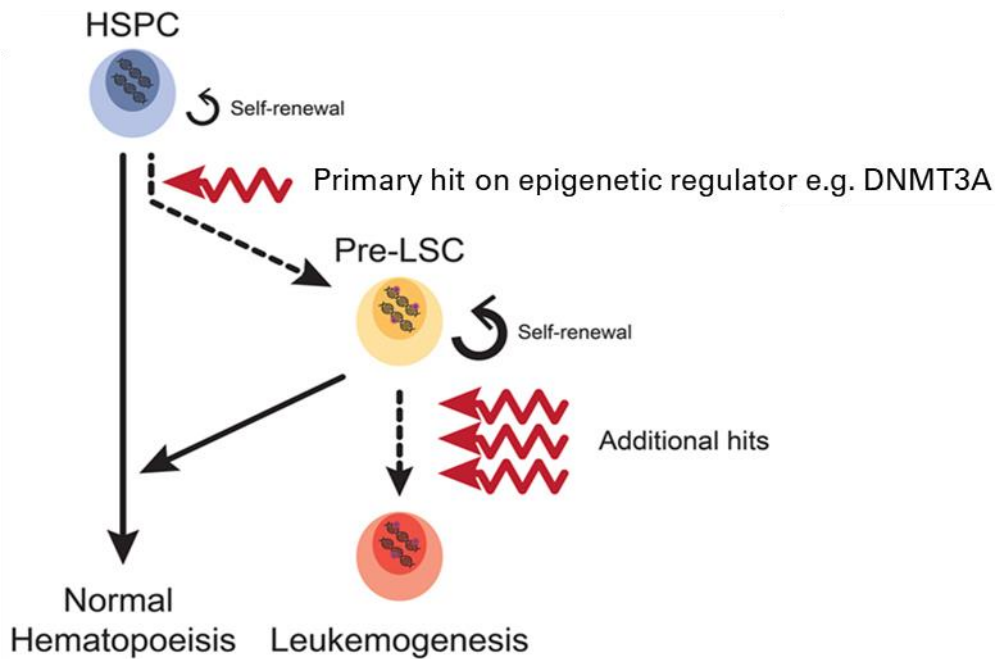 HSPC
Self-renewal
Primary hit on epigenetic regulator e.g. DNMT3A
Pre-LSC
Self-renewal
Additional hits
Normal
Hematopoeisis
Leukemogenesis